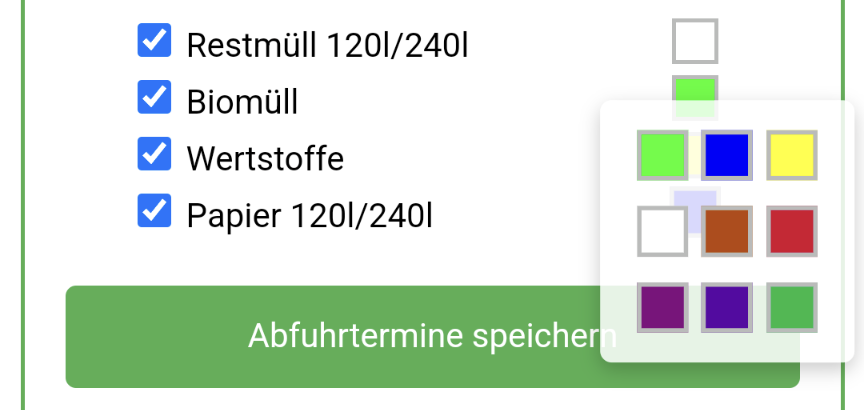 Restmüll 120l/240l
Biomüll
Wertstoffe
Papier 120l/240l
Abfuhrtermine speichern